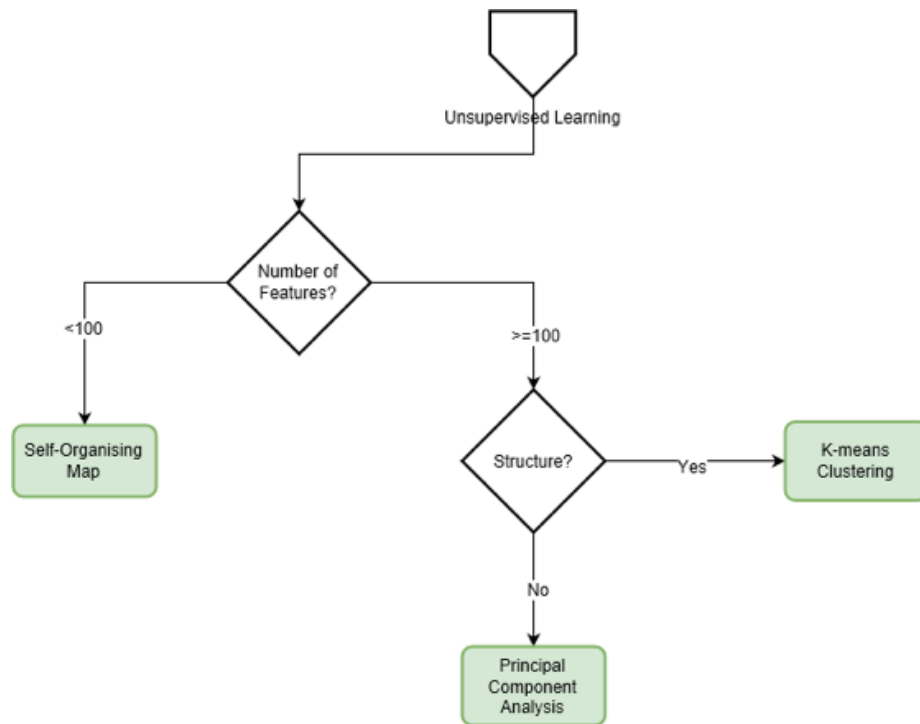 Unsupervised Learning
Number of
Features?
<100
>=100
Self-Organising
Map
Structure?
Yes
K-means
Clustering
No
Principal
Component
Analysis